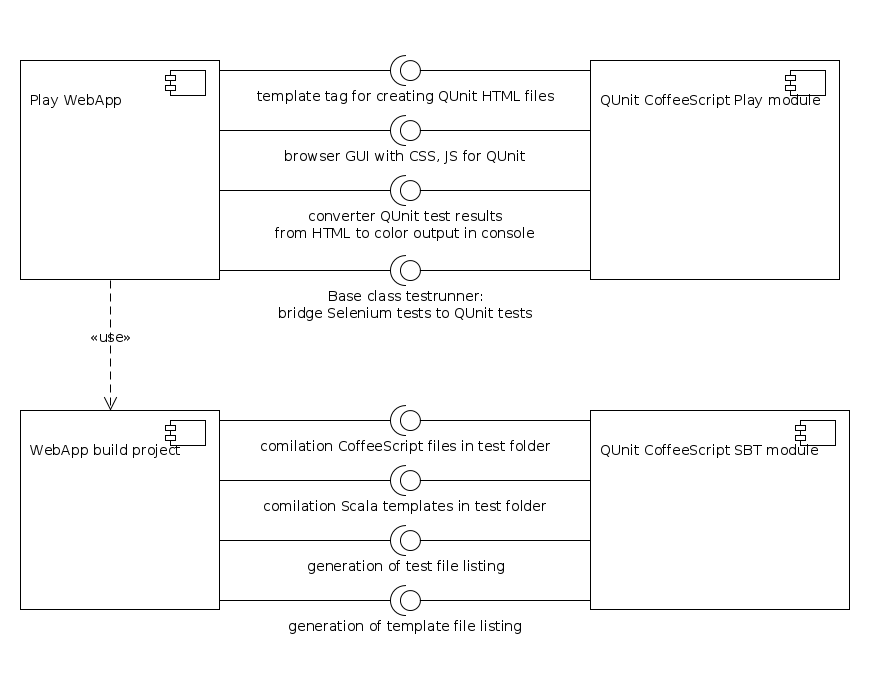 Play WebApp
QUnit CoffeeScript Play module
template tag for creating QUnit HTML files
browser GUI with CSS, JS for QUnit
converter QUnit test results
from HTML to color output in console
Base class testrunner:
bridge Selenium tests to QUnit tests
«use»
WebApp build project
QUnit CoffeeScript SBT module
comilation CoffeeScript files in test folder
comilation Scala templates in test folder
generation of test file listing
generation of template file listing